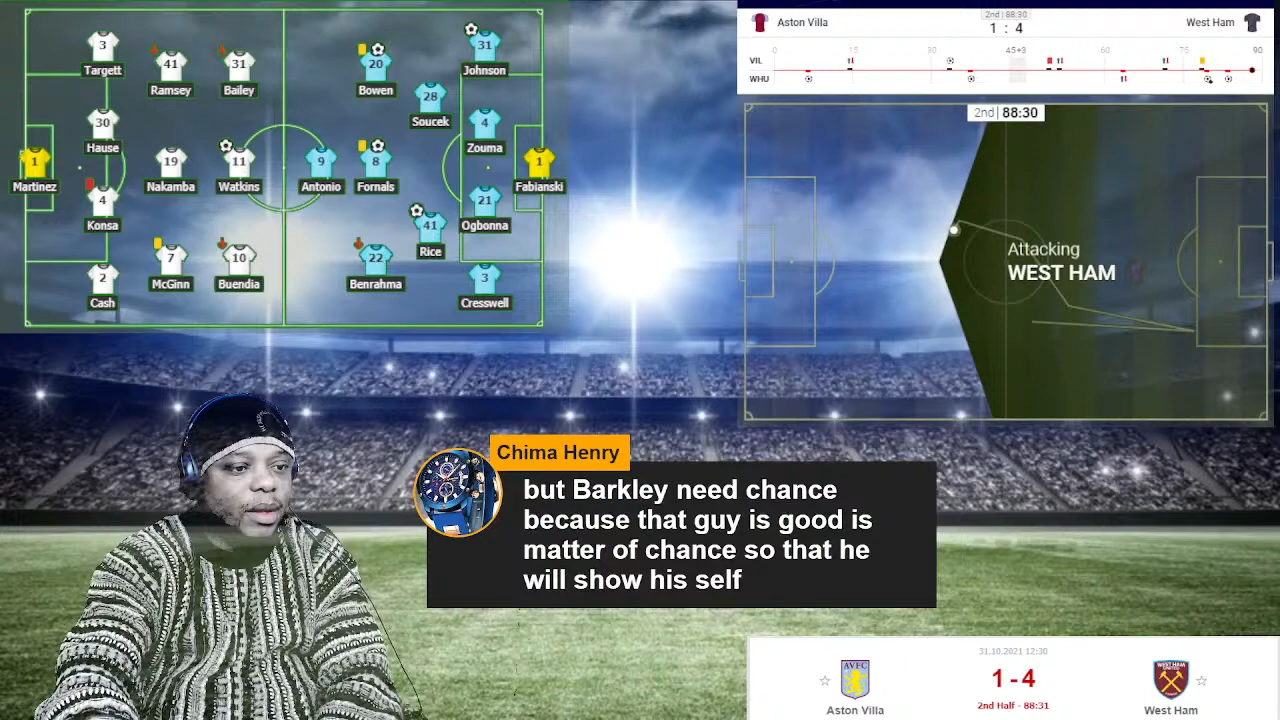 3
Targett
41
Ramsey
31
Bailey
20
Bowen
31
Johnson
28
Soucek
4
Zouma
30
Hause
1
Martinez
19
Nakamba
11
Watkins
9
Antonio
8
Fornals
1
Fabianski
4
Konsa
21
Ogbonna
41
Rice
7
McGinn
10
Buendia
22
Benrahma
2
Cash
3
Cresswell
2nd | 88:30
Aston Villa 1 : 4 West Ham
0 15 30 45+3 60 75 90
VIL
WHU
2nd | 88:30
Attacking
WEST HAM
Chima Henry
but Barkley need chance
because that guy is good is
matter of chance so that he
will show his self
31.10.2021 12:30
AVFC
1 - 4
WEST HAM
UNITED
2nd Half - 88:31
Aston Villa
West Ham